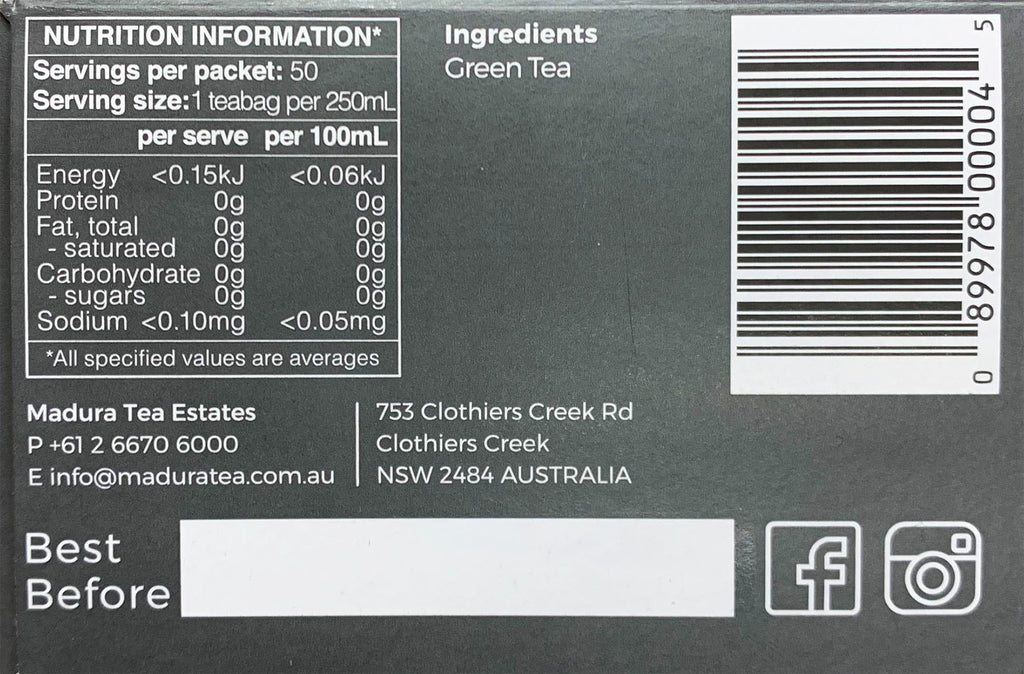 NUTRITION INFORMATION*
Servings per packet: 50
Serving size:1 teabag per 250mL
per serve per 100mL
Energy <0.15kJ <0.06kJ
Protein 0g 0g
Fat, total 0g 0g
- saturated 0g 0g
Carbohydrate 0g 0g
- sugars 0g 0g
Sodium <0.10mg <0.05mg
*All specified values are averages
Ingredients
Green Tea
0 89978 00004 5
Madura Tea Estates
P +61 2 6670 6000
E info@maduratea.com.au
753 Clothiers Creek Rd
Clothiers Creek
NSW 2484 AUSTRALIA
Best
Before